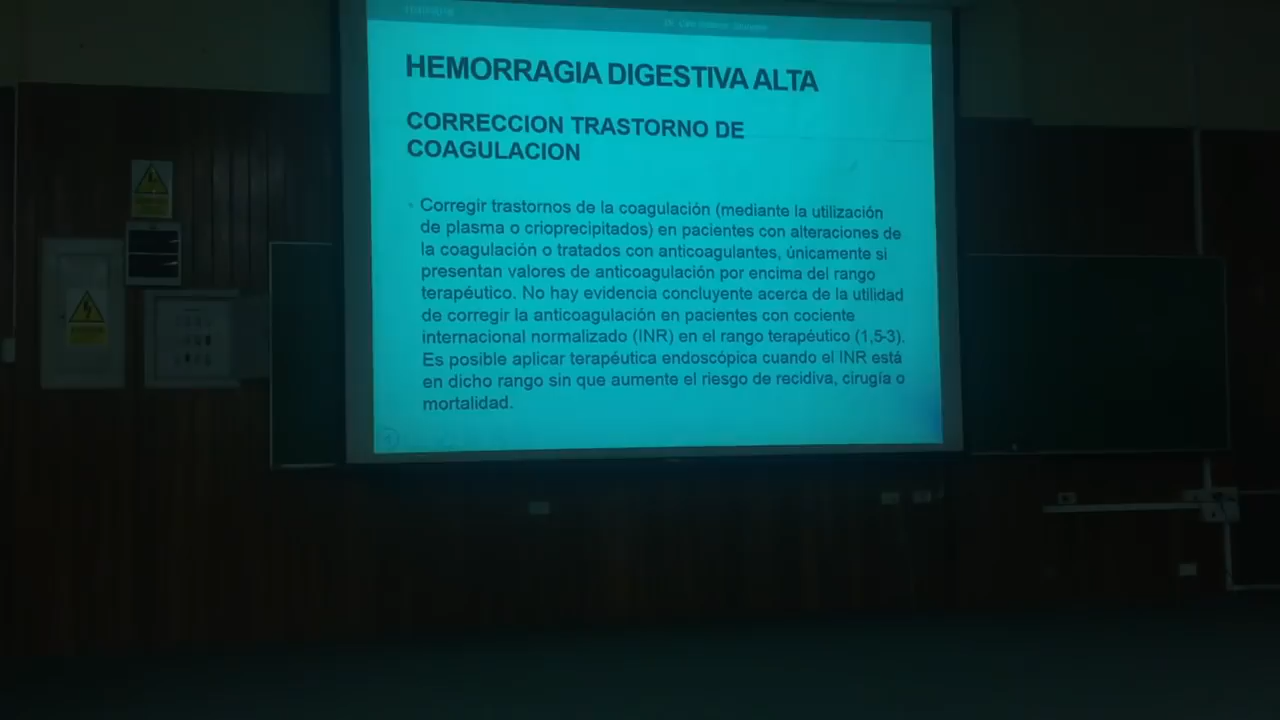 HEMORRAGIA DIGESTIVA ALTA
CORRECCION TRASTORNO DE
COAGULACION
Corregir trastornos de la coagulación (mediante la utilización
de plasma o crioprecipitados) en pacientes con alteraciones de
la coagulación o tratados con anticoagulantes, únicamente si
presentan valores de anticoagulación por encima del rango
terapéutico. No hay evidencia concluyente acerca de la utilidad
de corregir la anticoagulación en pacientes con cociente
internacional normalizado (INR) en el rango terapéutico (1,5-3).
Es posible aplicar terapéutica endoscópica cuando el INR está
en dicho rango sin que aumente el riesgo de recidiva, cirugía o
mortalidad.